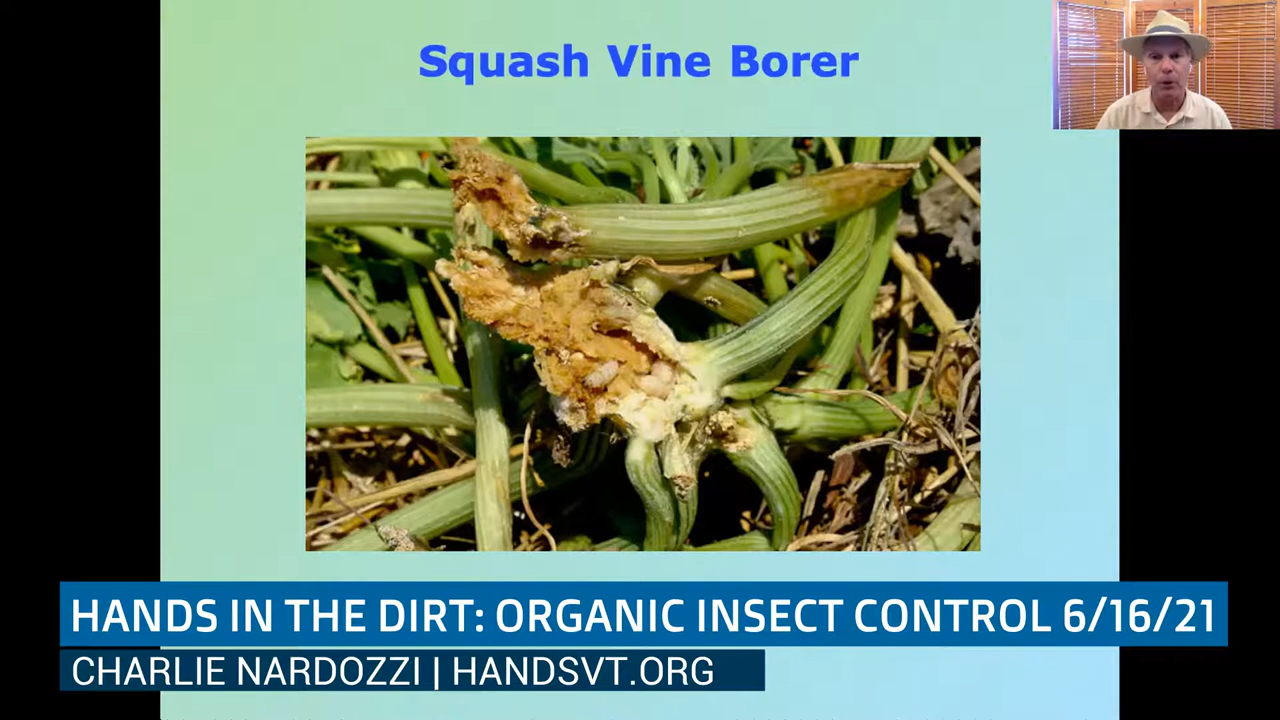 Squash Vine Borer
HANDS IN THE DIRT: ORGANIC INSECT CONTROL 6/16/21
CHARLIE NARDOZZI | HANDSVT.ORG